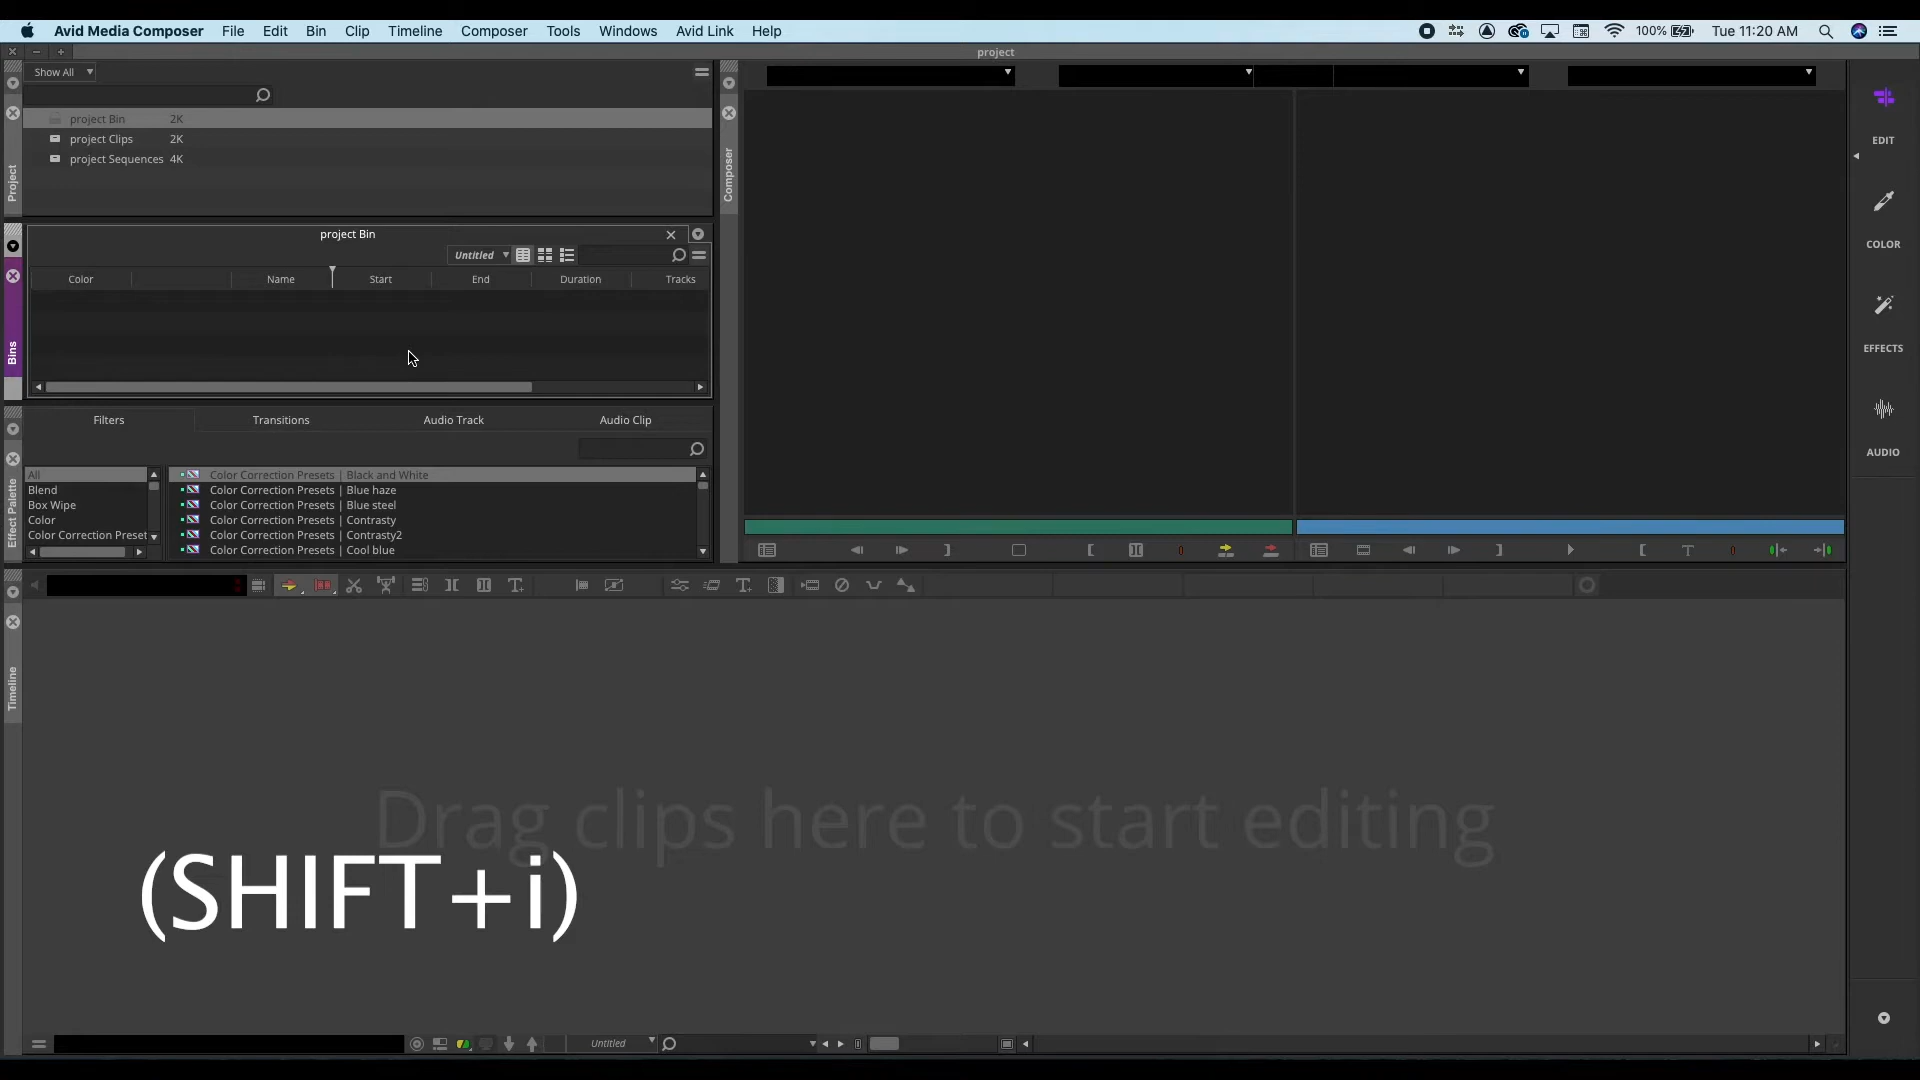 Avid Media Composer File Edit Bin Clip Timeline Composer Tools Windows Avid Link Help 100% Tue 11:20 AM
project
Show All
project Bin 2K
project Clips 2K
project Sequences 4K
Project
Composer
EDIT
COLOR
EFFECTS
AUDIO
project Bin
Untitled
Color Name Start End Duration Tracks
Bins
Filters Transitions Audio Track Audio Clip
All
Blend
Box Wipe
Color
Color Correction Preset
Color Correction Presets | Black and White
Color Correction Presets | Blue haze
Color Correction Presets | Blue steel
Color Correction Presets | Contrasty
Color Correction Presets | Contrasty2
Color Correction Presets | Cool blue
Effect Palette
Timeline
Drag clips here to start editing
(SHIFT+i)
Untitled